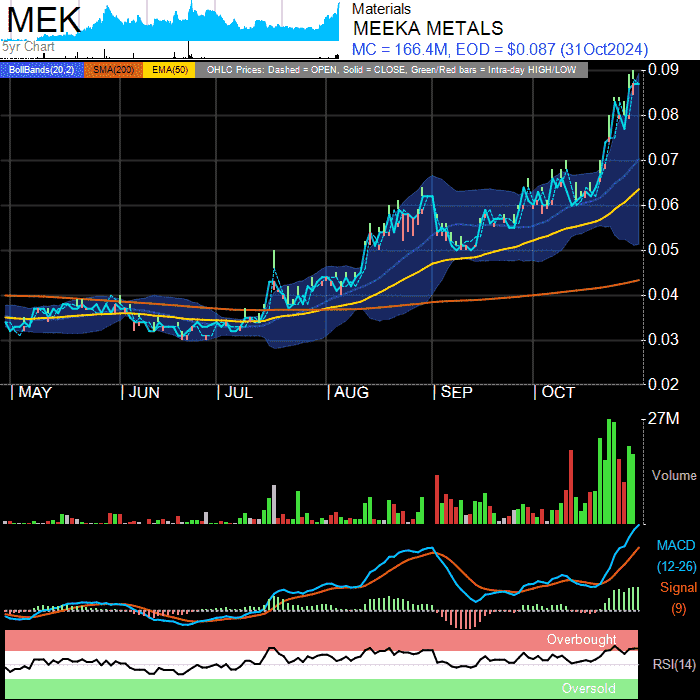 MEK
5yr Chart
Materials
MEEKA METALS
MC = 166.4M, EOD = $0.087 (31Oct2024)
BollBands(20,2) SMA(200) EMA(50) OHLC Prices: Dashed = OPEN, Solid = CLOSE, Green/Red bars = Intra-day HIGH/LOW
0.09
0.08
0.07
0.06
0.05
0.04
0.03
0.02
MAY JUN JUL AUG SEP OCT
27M
Volume
MACD
(12-26)
Signal
(9)
Overbought
RSI(14)
Oversold